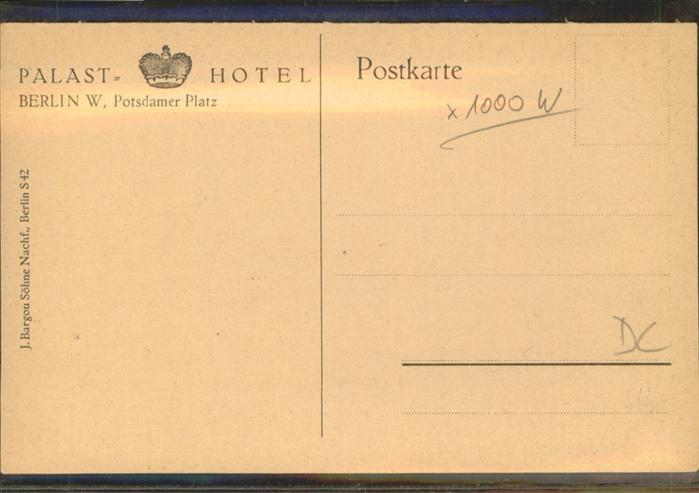 PALAST= HOTEL
BERLIN W, Potsdamer Platz
J. Bargou Söhne Nachf., Berlin S 42
Postkarte
x 1000 W
DC